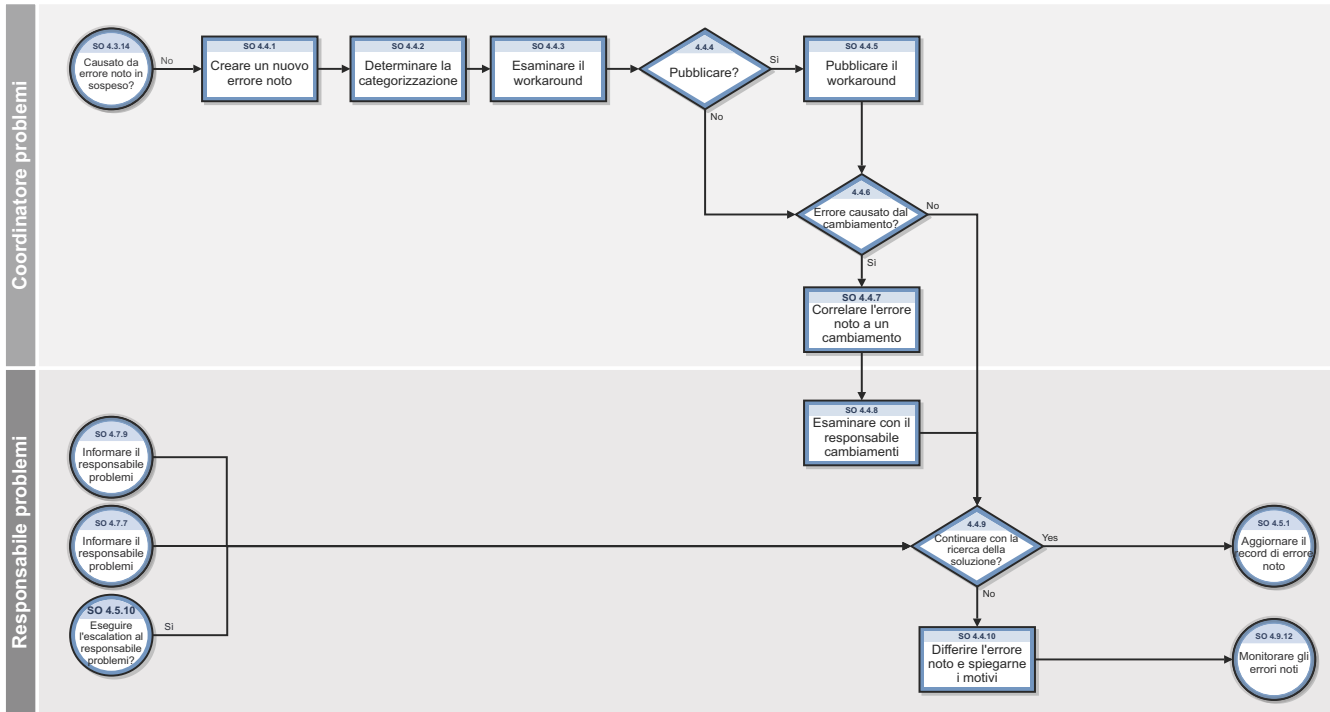 Coordinatore problemi
SO 4.3.14
Causato da
errore noto in
sospeso?
No
SO 4.4.1
Creare un nuovo
errore noto
SO 4.4.2
Determinare la
categorizzazione
SO 4.4.3
Esaminare il
workaround
4.4.4
Pubblicare?
Sì
No
SO 4.4.5
Pubblicare il
workaround
4.4.6
Errore causato dal
cambiamento?
No
Sì
SO 4.4.7
Correlare l'errore
noto a un
cambiamento
Responsabile problemi
SO 4.4.8
Esaminare con il
responsabile
cambiamenti
SO 4.7.9
Informare il
responsabile
problemi
SO 4.7.7
Informare il
responsabile
problemi
SO 4.5.10
Eseguire
l'escalation al
responsabile
problemi?
Sì
4.4.9
Continuare con la
ricerca della
soluzione?
Yes
No
SO 4.5.1
Aggiornare il
record di errore
noto
SO 4.4.10
Differire l'errore
noto e spiegarne
i motivi
SO 4.9.12
Monitorare gli
errori noti